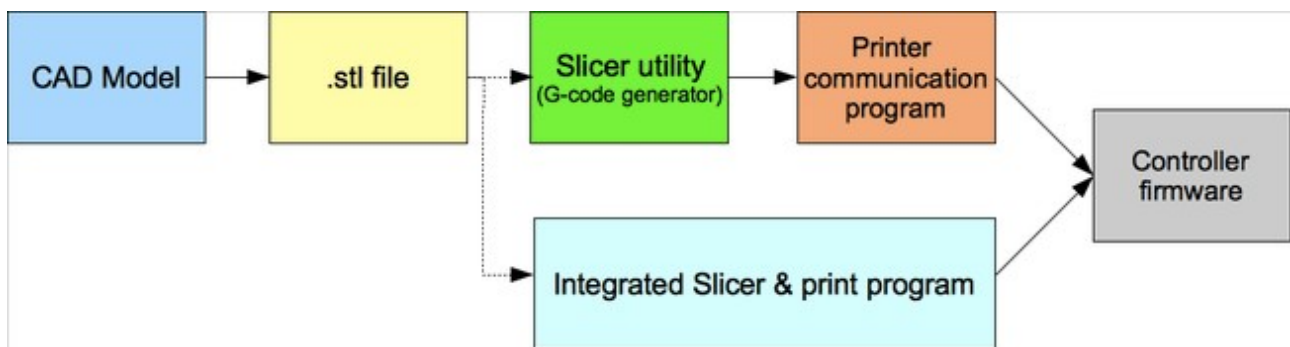 CAD Model
.stl file
Slicer utility
(G-code generator)
Printer
communication
program
Controller
firmware
Integrated Slicer & print program